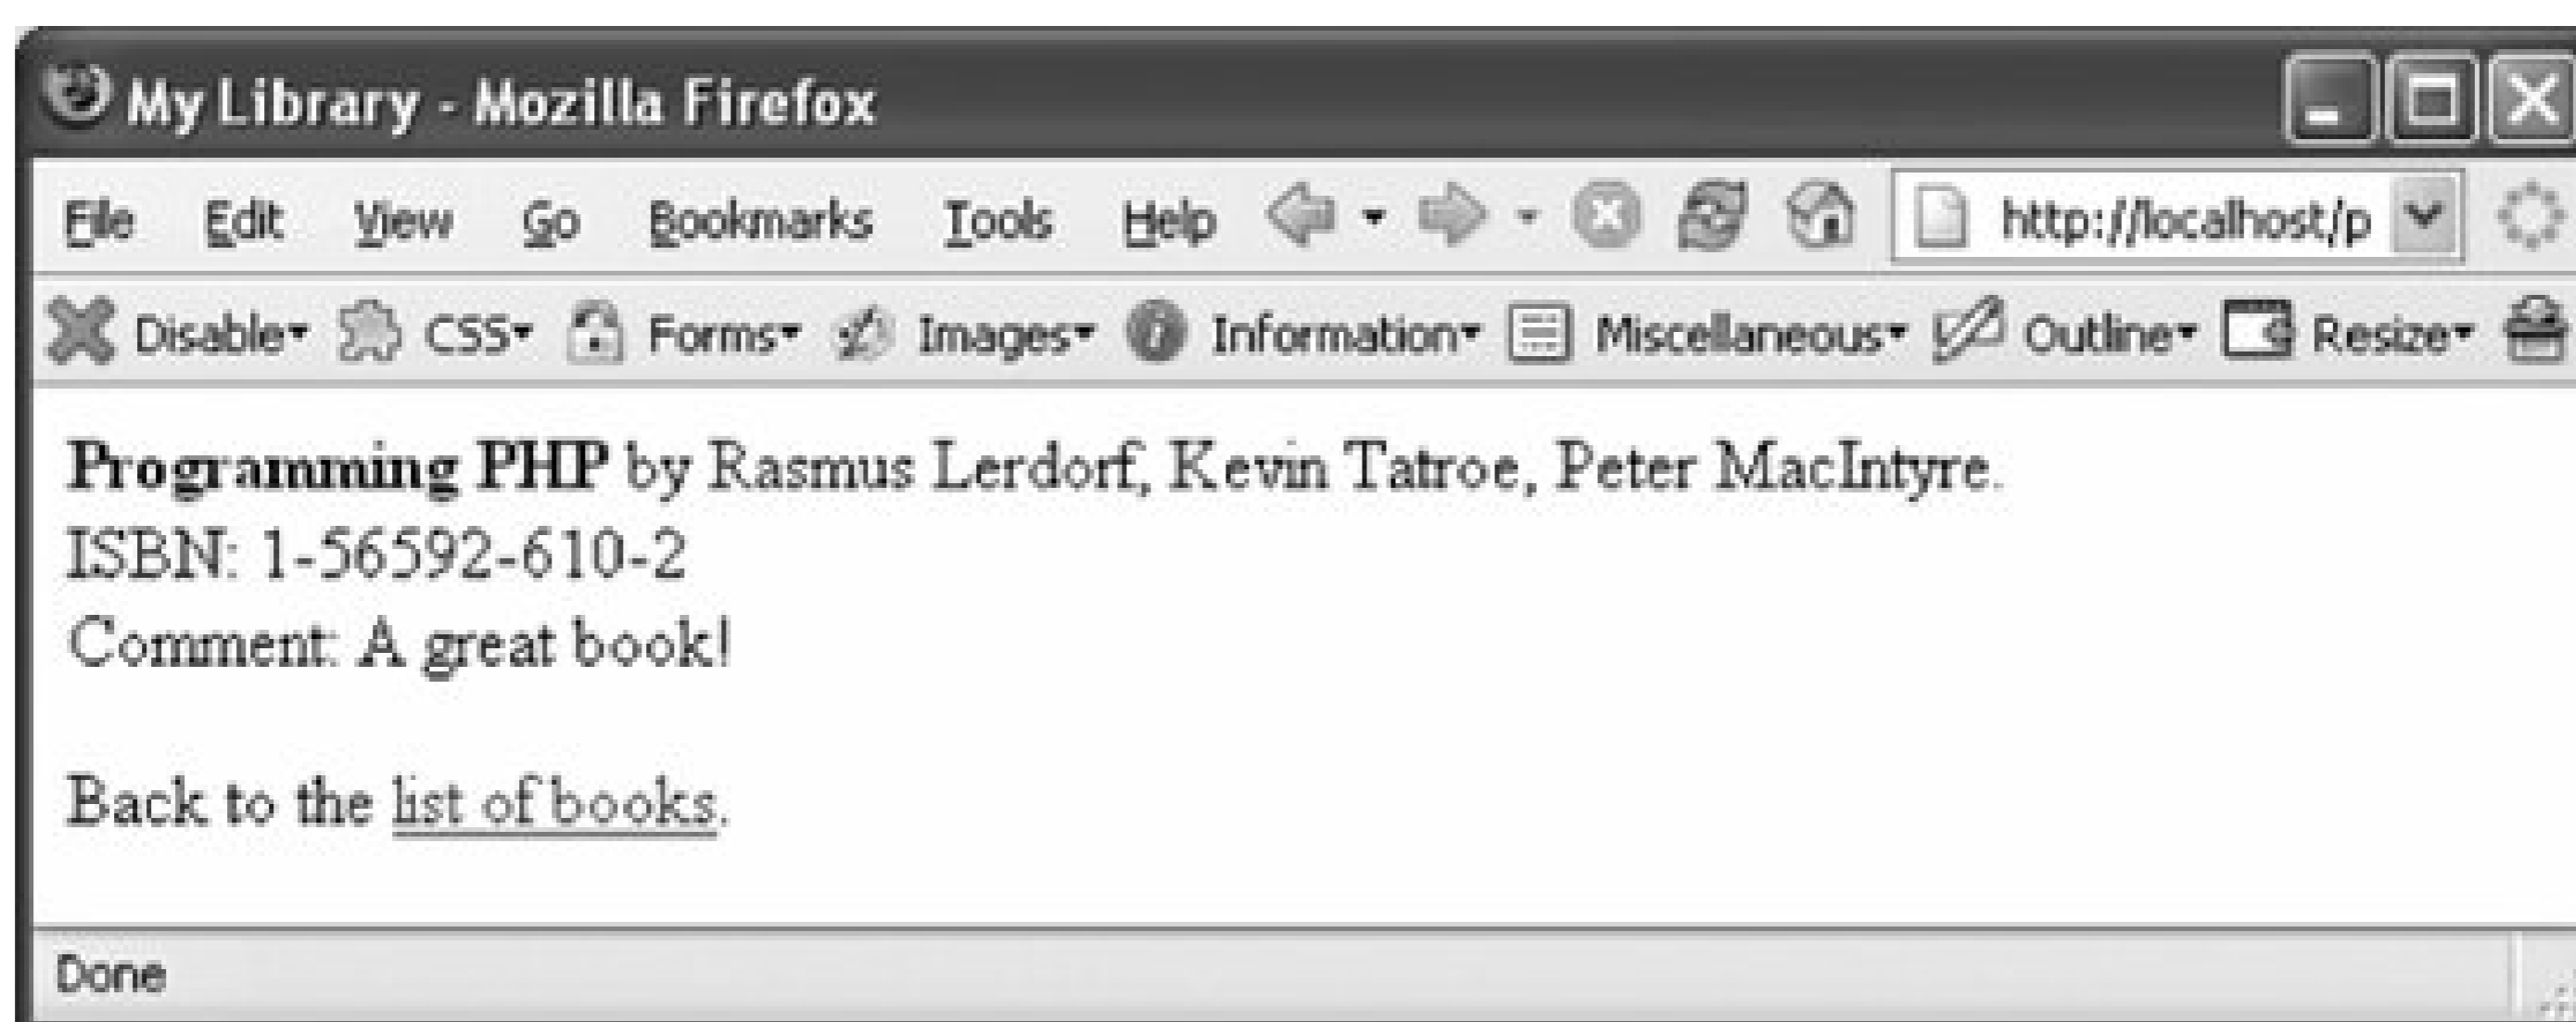 My Library - Mozilla Firefox
File Edit View Go Bookmarks Tools Help http://localhost/p
Disable CSS Forms Images Information Miscellaneous Outline Resize
Programming PHP by Rasmus Lerdorf, Kevin Tatroe, Peter MacIntyre.
ISBN: 1-56592-610-2
Comment: A great book!
Back to the list of books.
Done